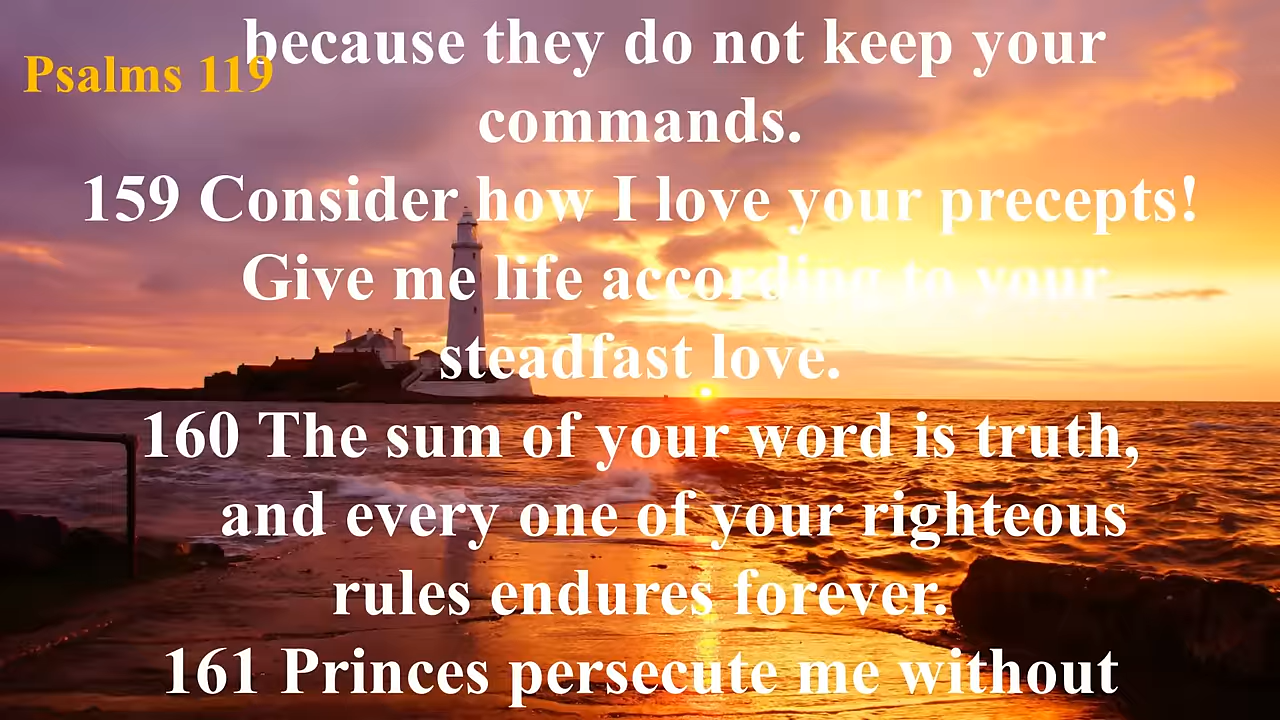 because they do not keep your
Psalms 119
commands.
159 Consider how I love your precepts!
Give me life according to your
steadfast love.
160 The sum of your word is truth,
and every one of your righteous
rules endures forever.
161 Princes persecute me without